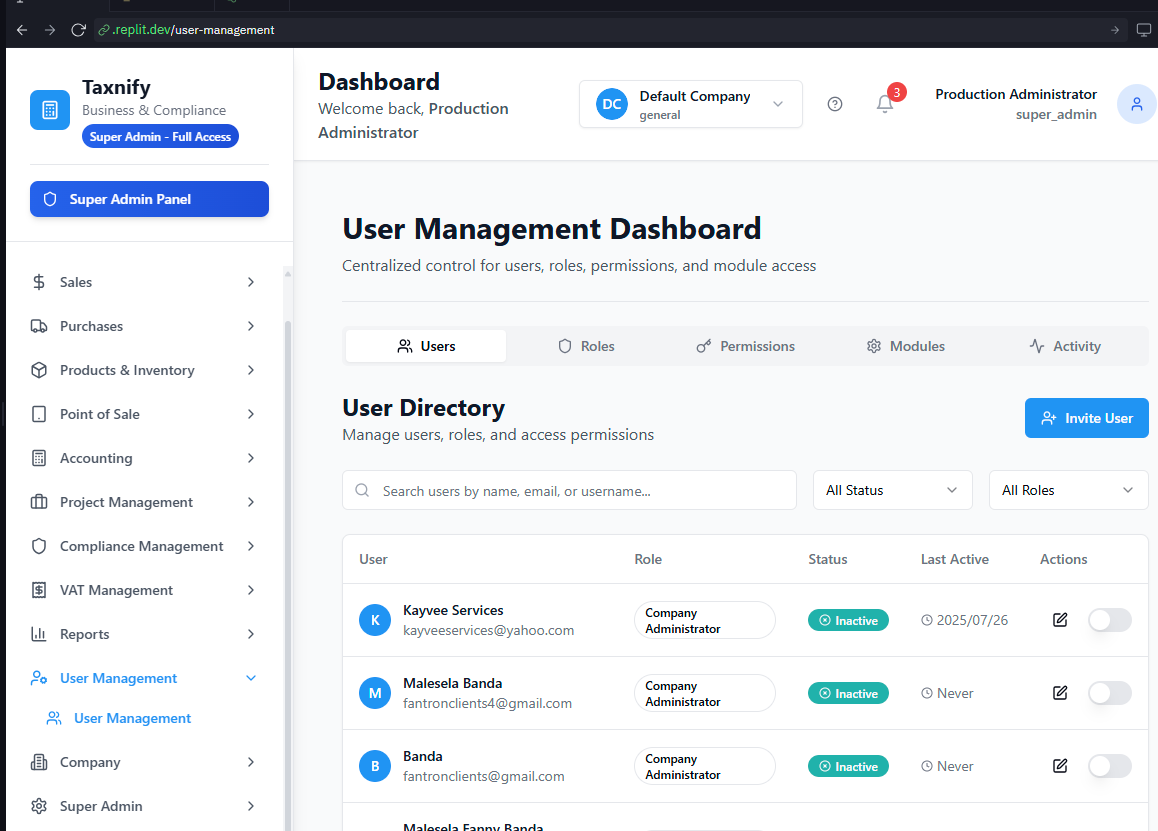 .replit.dev/user-management
Taxnify
Business & Compliance
Super Admin - Full Access
Super Admin Panel
Sales
Purchases
Products & Inventory
Point of Sale
Accounting
Project Management
Compliance Management
VAT Management
Reports
User Management
User Management
Company
Super Admin
Dashboard
Welcome back, Production
Administrator
DC
Default Company
general
3
Production Administrator
super_admin
User Management Dashboard
Centralized control for users, roles, permissions, and module access
Users
Roles
Permissions
Modules
Activity
User Directory
Manage users, roles, and access permissions
Invite User
Search users by name, email, or username...
All Status
All Roles
User
Role
Status
Last Active
Actions
K
Kayvee Services
kayveeservices@yahoo.com
Company
Administrator
Inactive
2025/07/26
M
Malesela Banda
fantronclients4@gmail.com
Company
Administrator
Inactive
Never
B
Banda
fantronclients@gmail.com
Company
Administrator
Inactive
Never
Malesela Fanny Banda